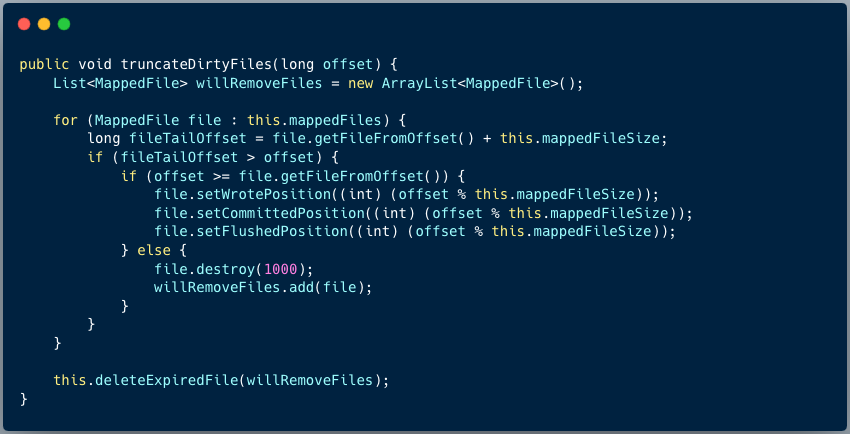 public void truncateDirtyFiles(long offset) {
    List<MappedFile> willRemoveFiles = new ArrayList<MappedFile>();

    for (MappedFile file : this.mappedFiles) {
        long fileTailOffset = file.getFileFromOffset() + this.mappedFileSize;
        if (fileTailOffset > offset) {
            if (offset >= file.getFileFromOffset()) {
                file.setWrotePosition((int) (offset % this.mappedFileSize));
                file.setCommittedPosition((int) (offset % this.mappedFileSize));
                file.setFlushedPosition((int) (offset % this.mappedFileSize));
            } else {
                file.destroy(1000);
                willRemoveFiles.add(file);
            }
        }
    }

    this.deleteExpiredFile(willRemoveFiles);
}